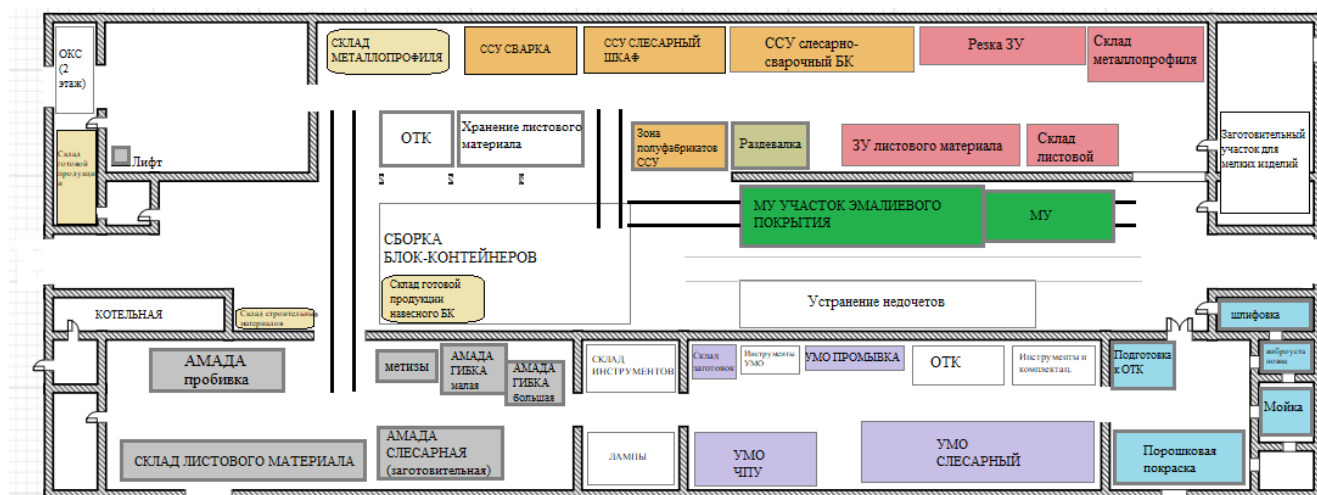 ОКС
(2
этаж)
СКЛАД
МЕТАЛЛОПРОФИЛЯ
ССУ СВАРКА
ССУ СЛЕСАРНЫЙ
ШКАФ
ССУ слесарно-
сварочный БК
Резка ЗУ
Склад
металлопрофиля
Склад
готовой
продукци
и
Лифт
ОТК
Хранение листового
материала
Зона
полуфабрикатов
ССУ
Раздевалка
ЗУ листового материала
Склад
листовой
Заготовительный
участок для
мелких изделий
МУ УЧАСТОК ЭМАЛИЕВОГО
ПОКРЫТИЯ
МУ
СБОРКА
БЛОК-КОНТЕЙНЕРОВ
Склад готовой
продукции
навесного БК
Устранение недочетов
КОТЕЛЬНАЯ
Склад строительных
материалов
шлифовка
АМАДА
пробивка
метизы
АМАДА
ГИБКА
малая
АМАДА
ГИБКА
большая
СКЛАД
ИНСТРУМЕНТОВ
Склад
заготовок
Инструменты
УМО
УМО ПРОМЫВКА
ОТК
Инструменты и
комплектац.
Подготовка
к ОТК
виброуста
новка
Мойка
СКЛАД ЛИСТОВОГО МАТЕРИАЛА
АМАДА
СЛЕСАРНАЯ
(заготовительная)
ЛАМПЫ
УМО
ЧПУ
УМО
СЛЕСАРНЫЙ
Порошковая
покраска